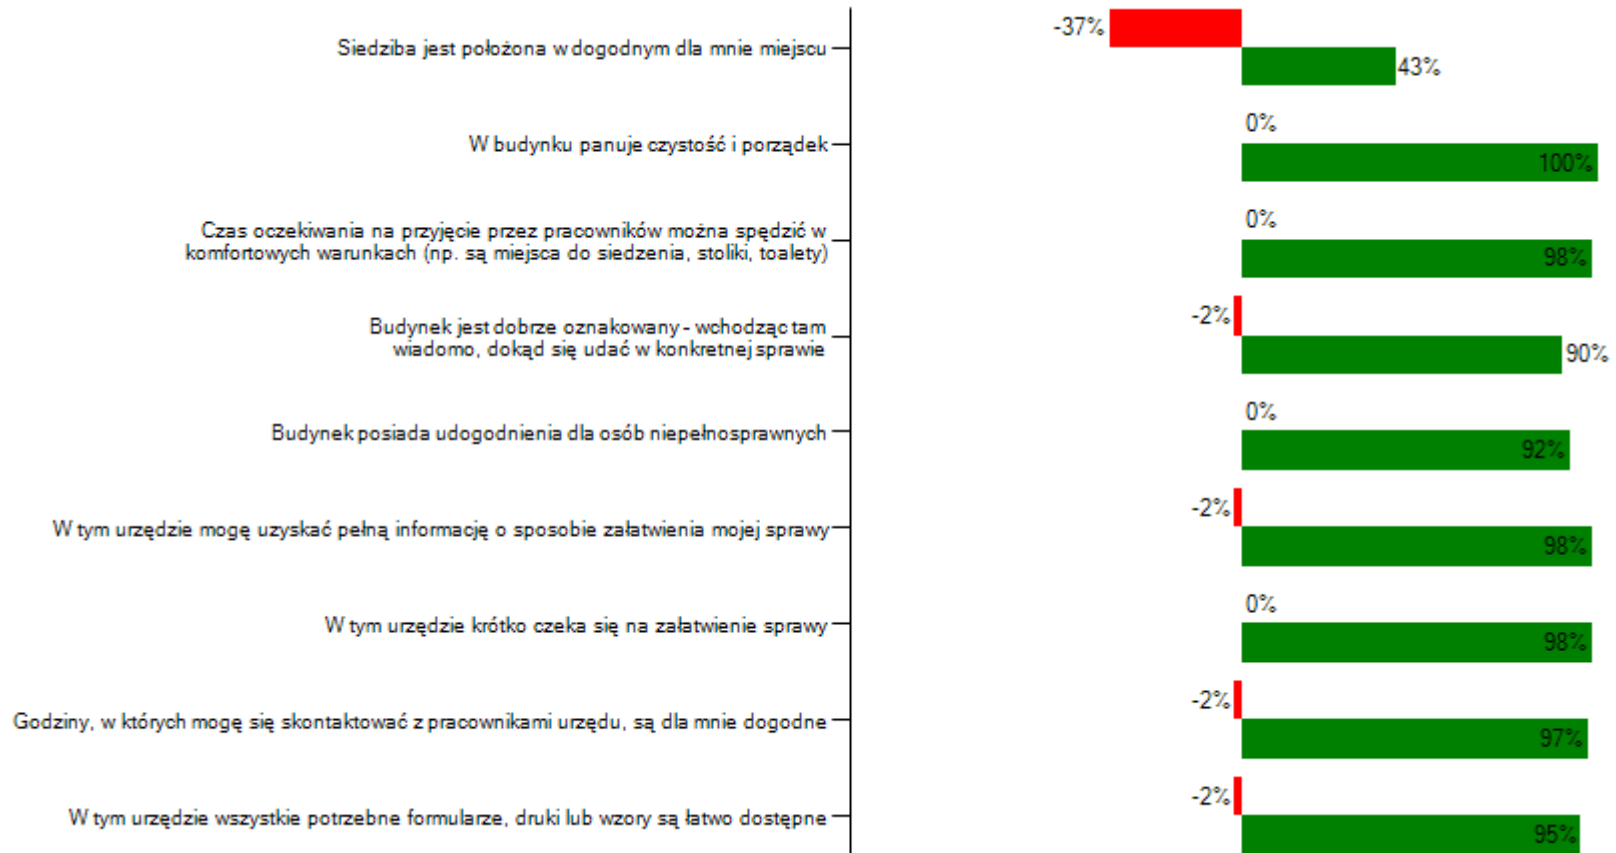 -37%
Siedziba jest położona w dogodnym dla mnie miejscu
43%
0%
W budynku panuje czystość i porządek
100%
0%
Czas oczekiwania na przyjęcie przez pracowników można spędzić w
komfortowych warunkach (np. są miejsca do siedzenia, stoliki, toalety)
98%
-2%
Budynek jest dobrze oznakowany - wchodząc tam
wiadomo, dokąd się udać w konkretnej sprawie
90%
0%
Budynek posiada udogodnienia dla osób niepełnosprawnych
92%
-2%
W tym urzędzie mogę uzyskać pełną informację o sposobie załatwienia mojej sprawy
98%
0%
W tym urzędzie krótko czeka się na załatwienie sprawy
98%
-2%
Godziny, w których mogę się skontaktować z pracownikami urzędu, są dla mnie dogodne
97%
-2%
W tym urzędzie wszystkie potrzebne formularze, druki lub wzory są łatwo dostępne
95%